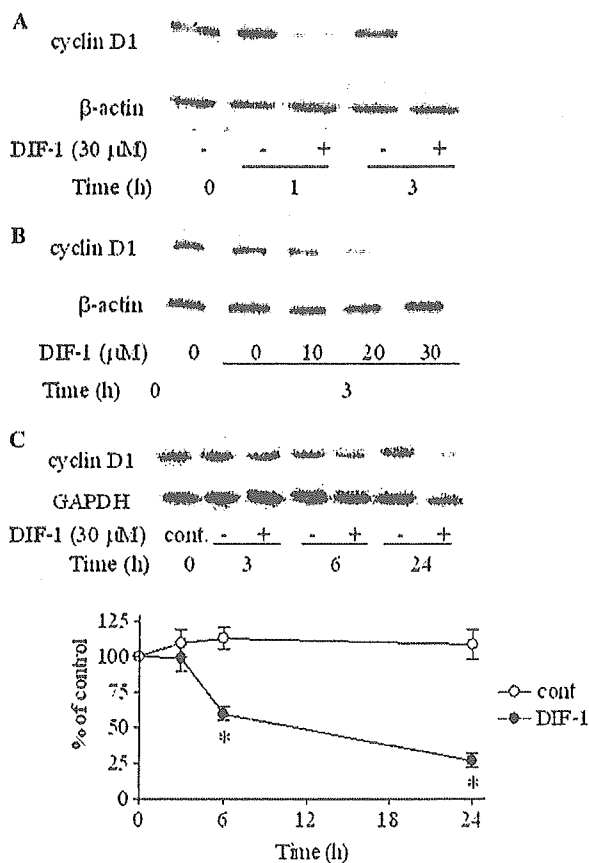 A
cyclin D1
β-actin
DIF-1 (30 µM) - - + - +
Time (h) 0 1 3
B
cyclin D1
β-actin
DIF-1 (µM) 0 0 10 20 30
Time (h) 0 3
C
cyclin D1
GAPDH
DIF-1 (30 µM) cont. - + - + - +
Time (h) 0 3 6 24
125
100
75
50
25
0
% of control
* *
0 6 12 18 24
Time (h)
cont
DIF-1